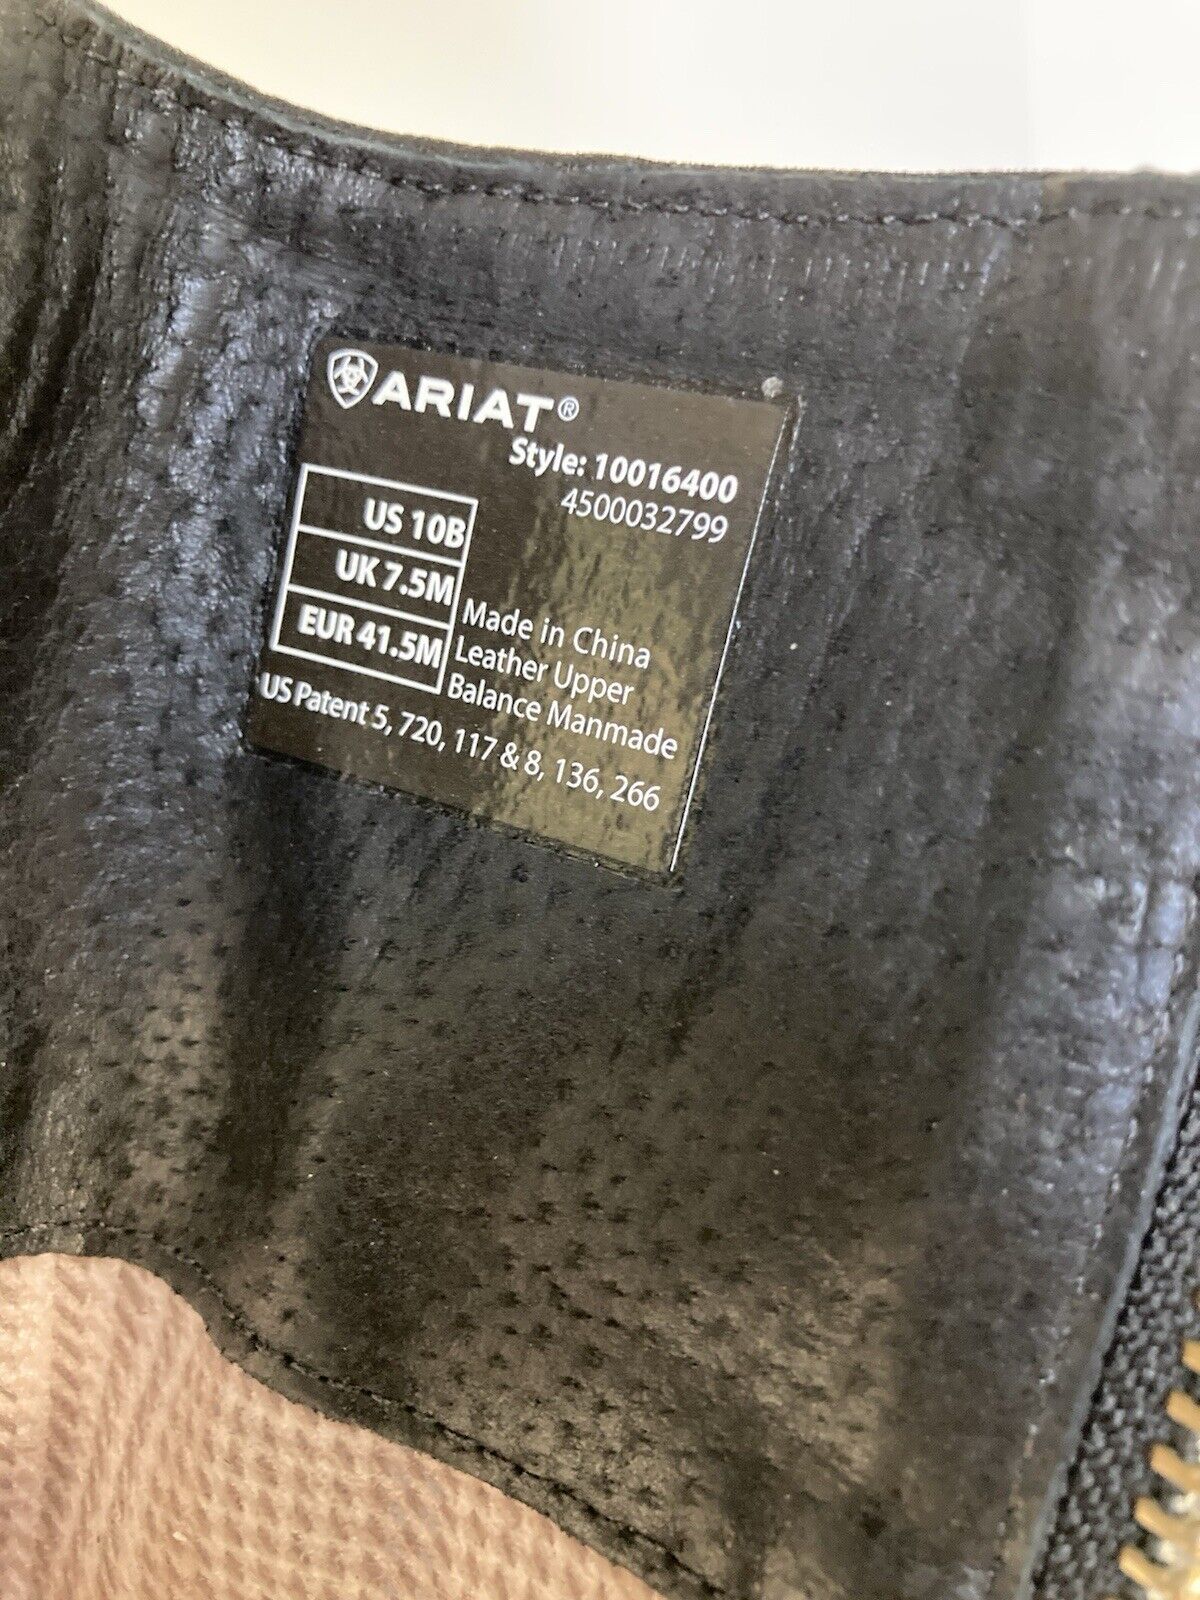 ARIAT®
Style: 10016400
4500032799
US 10B
UK 7.5M
EUR 41.5M
Made in China
Leather Upper
Balance Manmade
US Patent 5, 720, 117 & 8, 136, 266